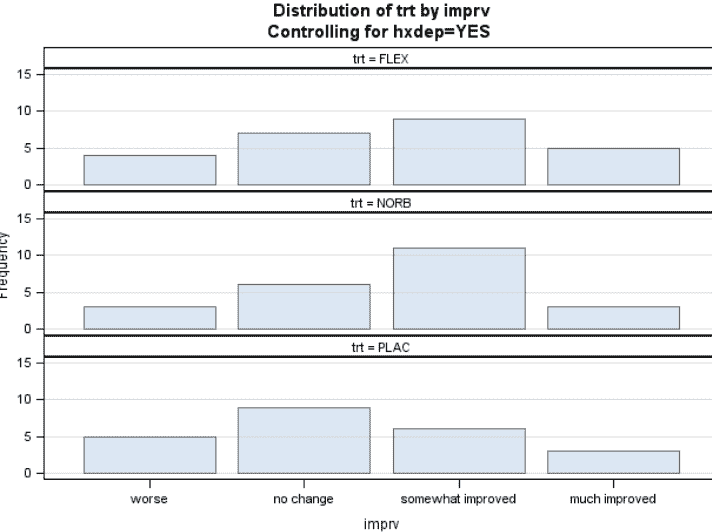 Distribution of trt by imprv
Controlling for hxdep=YES
trt = FLEX
15
10
5
0
trt = NORB
15
10
5
0
Frequency
trt = PLAC
15
10
5
0
worse no change somewhat improved much improved
imprv